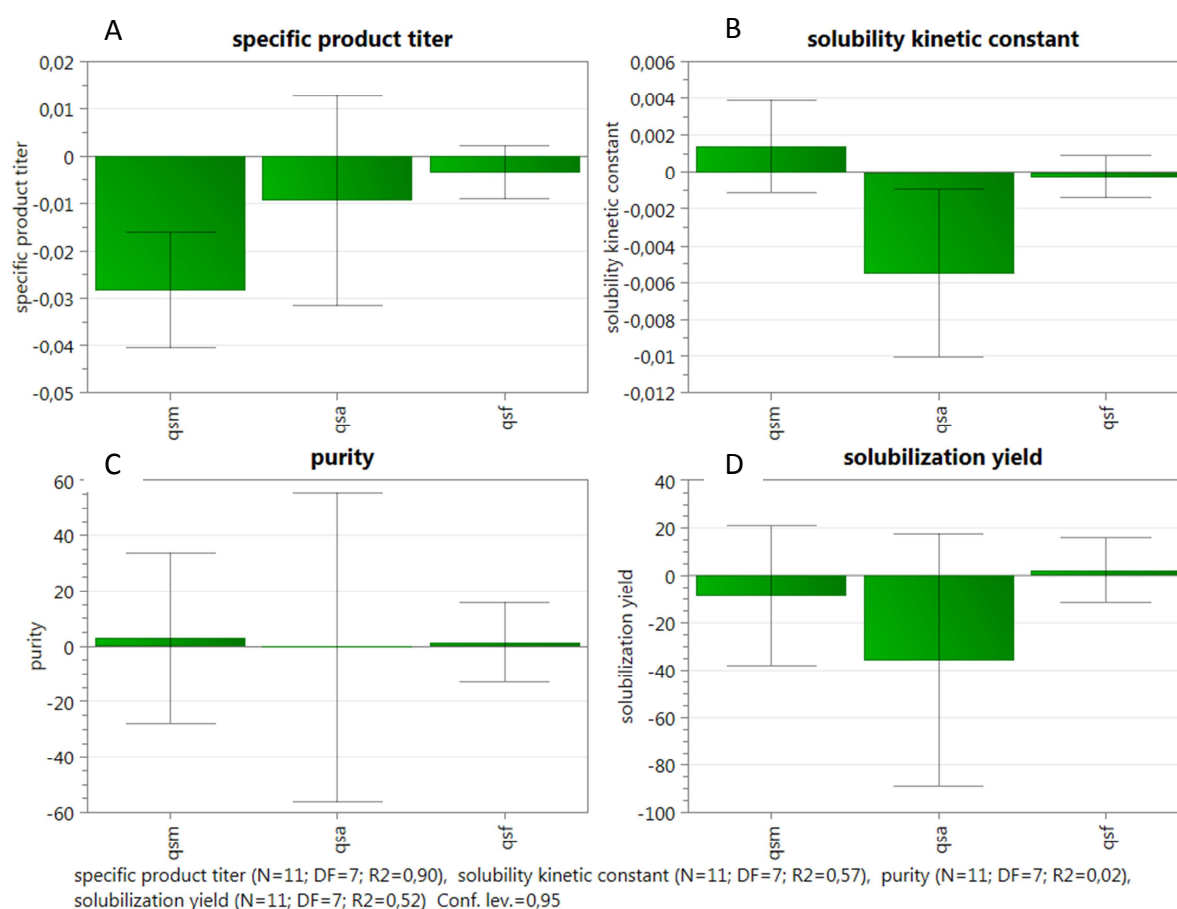 A
specific product titer
0,02
0,01
0
-0,01
-0,02
-0,03
-0,04
-0,05
specific product titer
qsm
qsa
qsf
B
solubility kinetic constant
0,006
0,004
0,002
0
-0,002
-0,004
-0,006
-0,008
-0,01
-0,012
solubility kinetic constant
qsm
qsa
qsf
C
purity
60
40
20
0
-20
-40
-60
purity
qsm
qsa
qsf
D
solubilization yield
40
20
0
-20
-40
-60
-80
-100
solubilization yield
qsm
qsa
qsf
specific product titer (N=11; DF=7; R2=0,90), solubility kinetic constant (N=11; DF=7; R2=0,57), purity (N=11; DF=7; R2=0,02),
solubilization yield (N=11; DF=7; R2=0,52) Conf. lev.=0,95